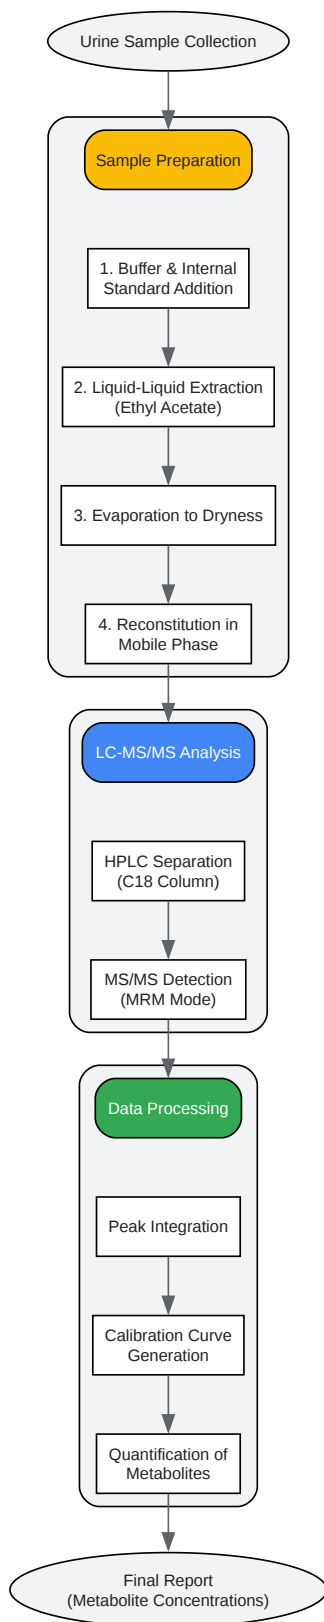 Urine Sample Collection
Sample Preparation
1. Buffer & Internal
Standard Addition
2. Liquid-Liquid Extraction
(Ethyl Acetate)
3. Evaporation to Dryness
4. Reconstitution in
Mobile Phase
LC-MS/MS Analysis
HPLC Separation
(C18 Column)
MS/MS Detection
(MRM Mode)
Data Processing
Peak Integration
Calibration Curve
Generation
Quantification of
Metabolites
Final Report
(Metabolite Concentrations)